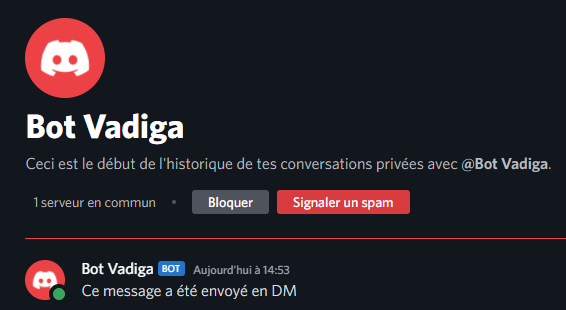 Bot Vadiga
Ceci est le début de l'historique de tes conversations privées avec @Bot Vadiga.
1 serveur en commun • Bloquer Signaler un spam
Bot Vadiga BOT Aujourd'hui à 14:53
Ce message a été envoyé en DM